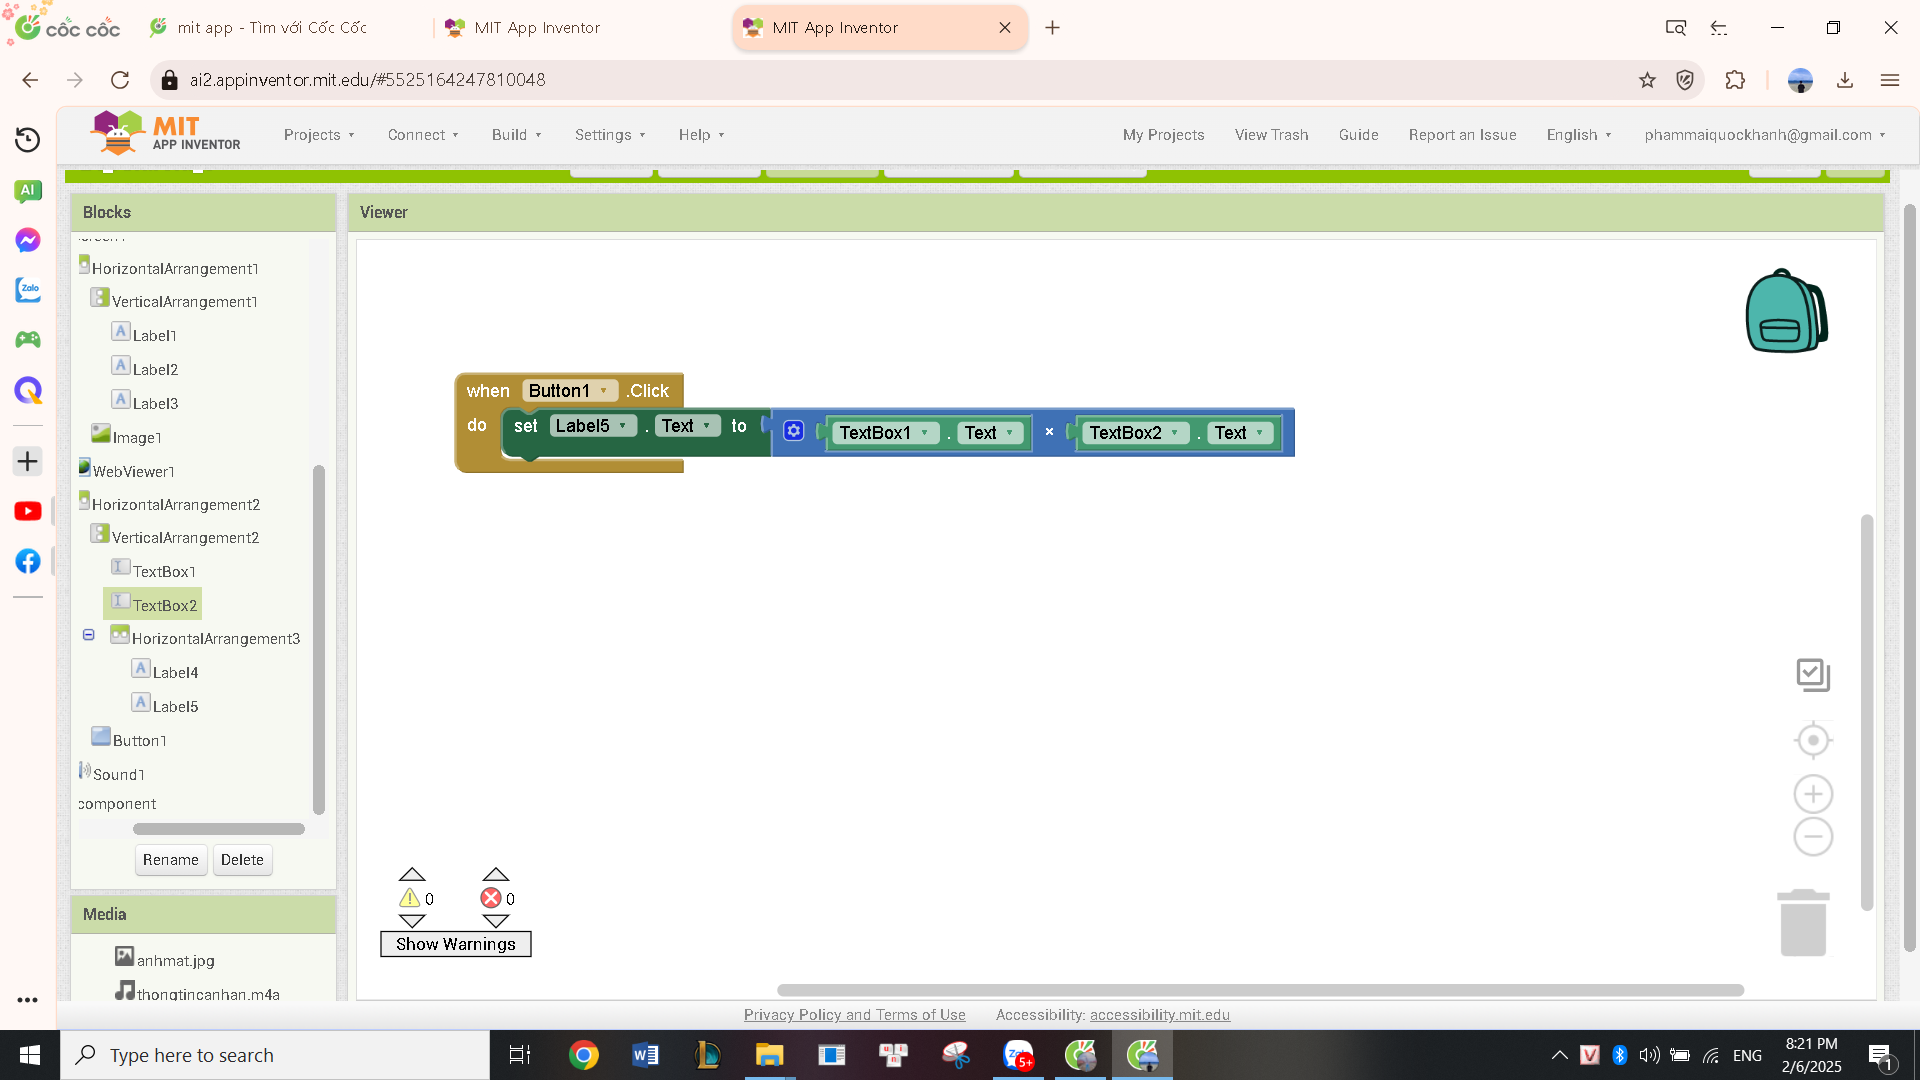 cốc cốc
mit app - Tìm với Cốc Cốc
MIT App Inventor
MIT App Inventor
ai2.appinventor.mit.edu/#5525164247810048
MIT
APP INVENTOR
Projects
Connect
Build
Settings
Help
My Projects
View Trash
Guide
Report an Issue
English
phammaiquockhanh@gmail.com
AI
Zalo
Blocks
HorizontalArrangement1
VerticalArrangement1
Label1
Label2
Label3
Image1
WebViewer1
HorizontalArrangement2
VerticalArrangement2
TextBox1
TextBox2
HorizontalArrangement3
Label4
Label5
Button1
Sound1
component
Rename
Delete
Media
anhmat.jpg
thongtincanhan.m4a
Viewer
when Button1 .Click
do set Label5 . Text to TextBox1 . Text × TextBox2 . Text
0
0
Show Warnings
Privacy Policy and Terms of Use
Accessibility: accessibility.mit.edu
Type here to search
5+
ENG
8:21 PM
2/6/2025
1